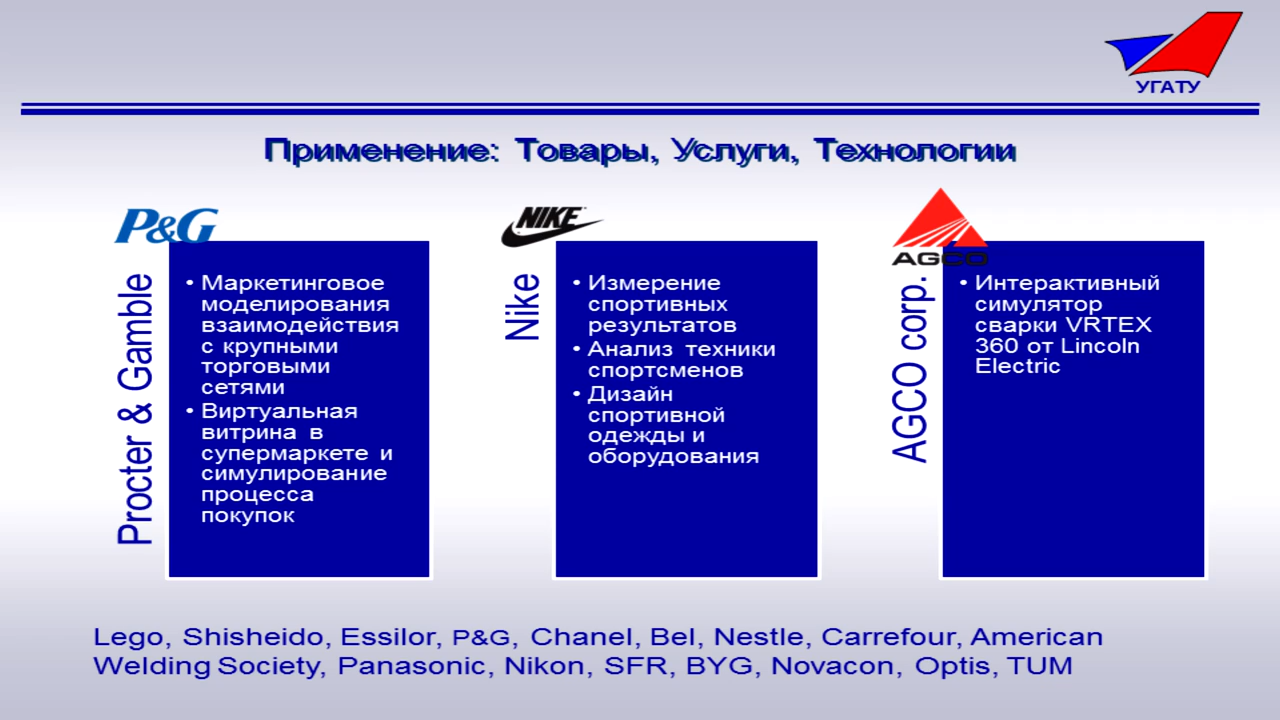 УГАТУ
Применение: Товары, Услуги, Технологии
P&G
Procter & Gamble
• Маркетинговое
моделирования
взаимодействия
с крупными
торговыми
сетями
• Виртуальная
витрина в
супермаркете и
симулирование
процесса
покупок
NIKE
Nike
• Измерение
спортивных
результатов
• Анализ техники
спортсменов
• Дизайн
спортивной
одежды и
оборудования
AGCO
AGCO corp.
• Интерактивный
симулятор
сварки VRTEX
360 от Lincoln
Electric
Lego, Shisheido, Essilor, P&G, Chanel, Bel, Nestle, Carrefour, American
Welding Society, Panasonic, Nikon, SFR, BYG, Novacon, Optis, TUM